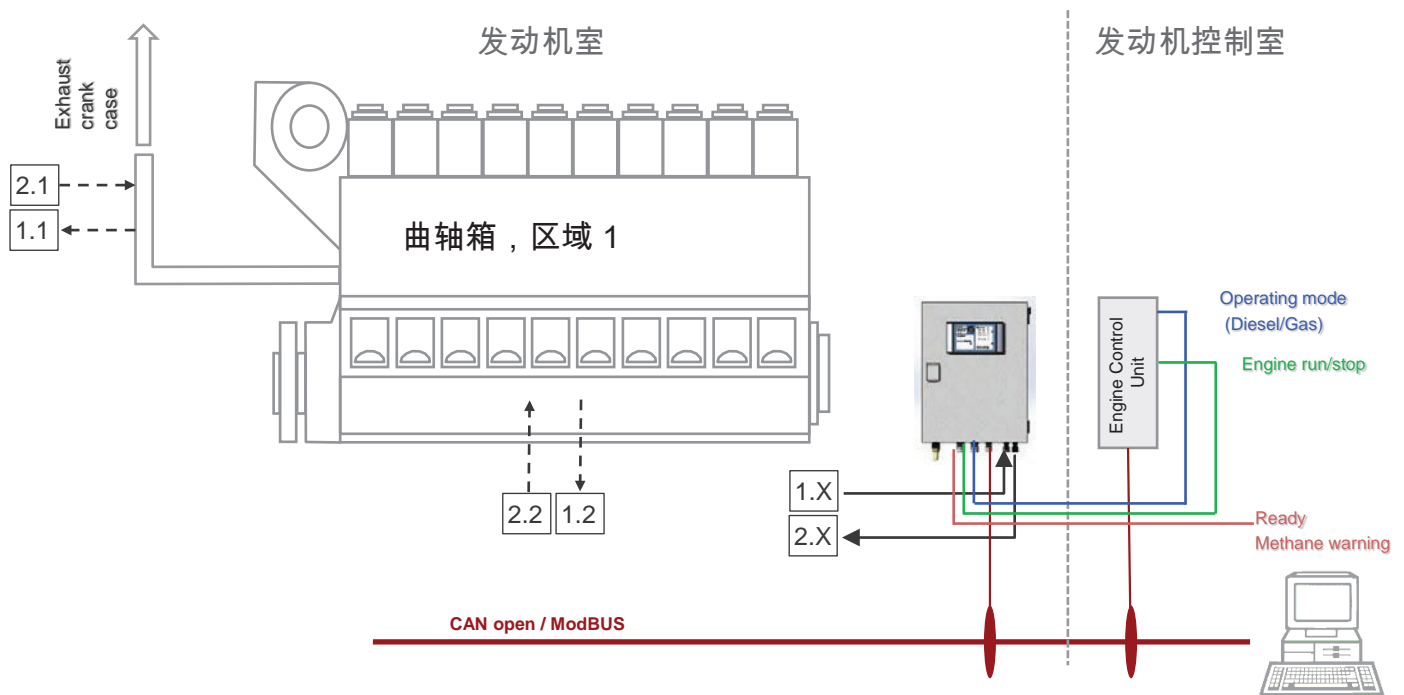 发动机室
发动机控制室
Exhaust
crank
case
2.1
1.1
曲轴箱，区域 1
Operating mode
(Diesel/Gas)
Engine run/stop
Engine Control
Unit
1.X
2.X
2.2
1.2
Ready
Methane warning
CAN open / ModBUS